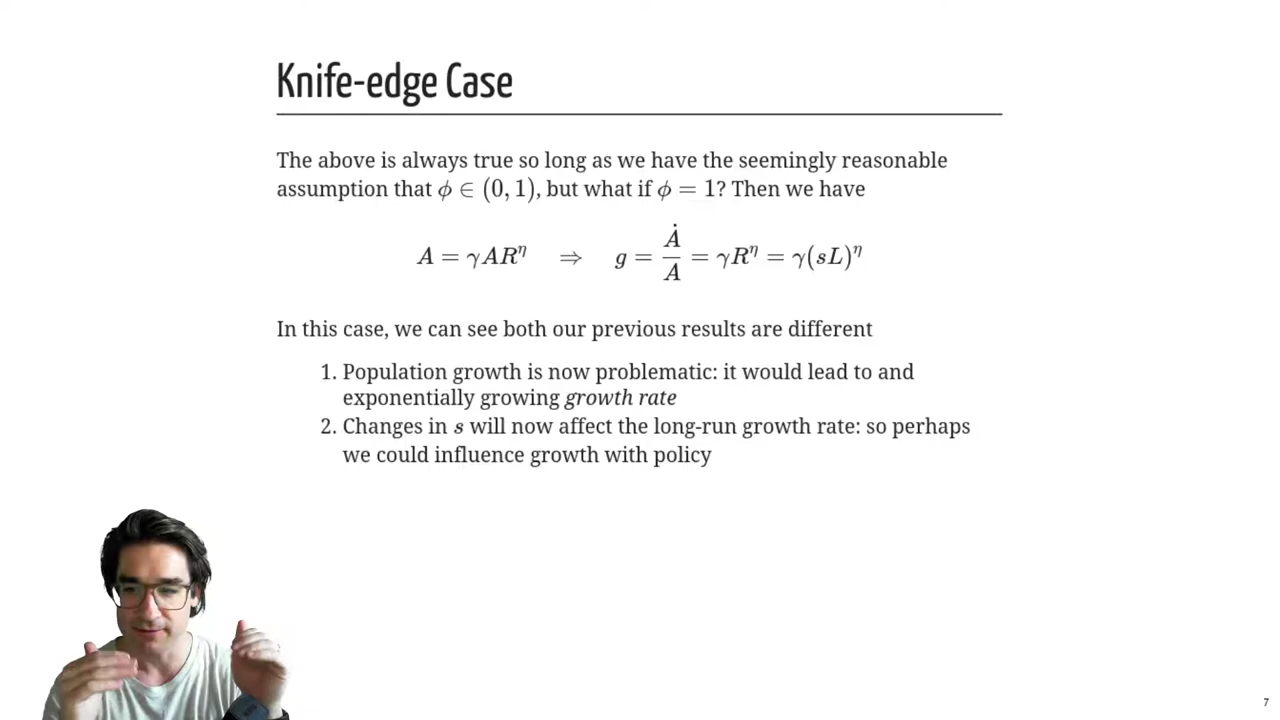 Knife-edge Case
The above is always true so long as we have the seemingly reasonable
assumption that ϕ ∈ (0, 1), but what if ϕ = 1? Then we have
A = γAR^η ⇒ g = Ȧ/A = γR^η = γ(sL)^η
In this case, we can see both our previous results are different
1. Population growth is now problematic: it would lead to and
exponentially growing growth rate
2. Changes in s will now affect the long-run growth rate: so perhaps
we could influence growth with policy
7